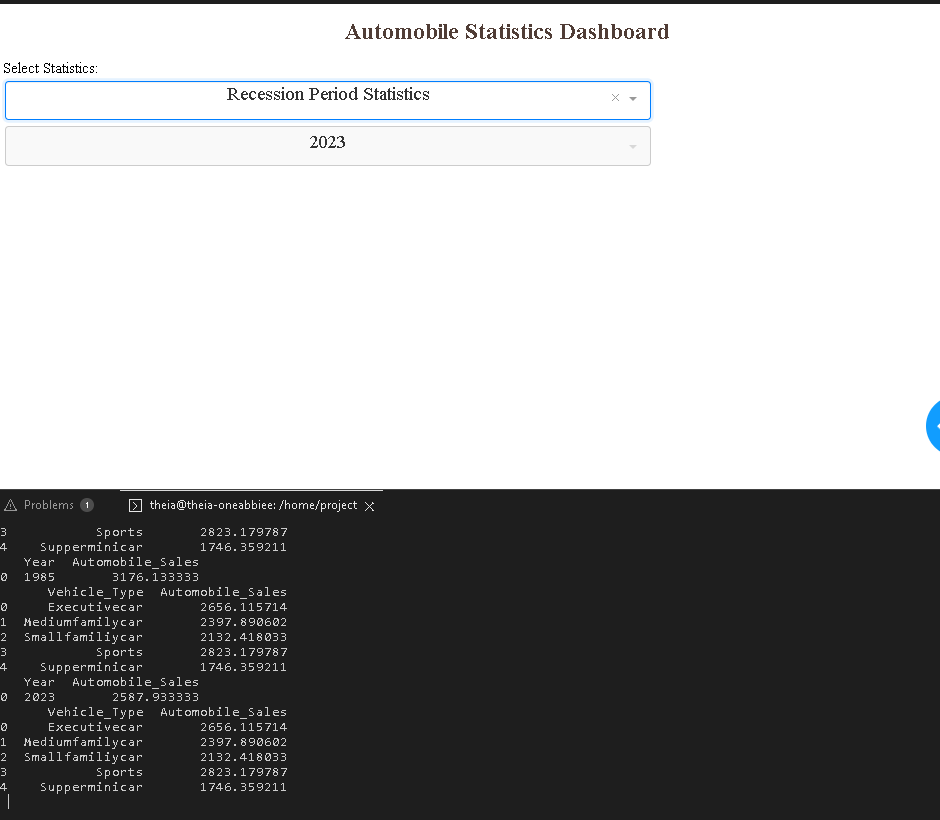 Automobile Statistics Dashboard
Select Statistics:
Recession Period Statistics ×
2023
Problems 1 theia@theia-oneabbiee: /home/project
3 Sports 2823.179787
4 Supperminicar 1746.359211
Year Automobile_Sales
0 1985 3176.133333
Vehicle_Type Automobile_Sales
0 Executivecar 2656.115714
1 Mediumfamilycar 2397.890602
2 Smallfamiliycar 2132.418033
3 Sports 2823.179787
4 Supperminicar 1746.359211
Year Automobile_Sales
0 2023 2587.933333
Vehicle_Type Automobile_Sales
0 Executivecar 2656.115714
1 Mediumfamilycar 2397.890602
2 Smallfamiliycar 2132.418033
3 Sports 2823.179787
4 Supperminicar 1746.359211